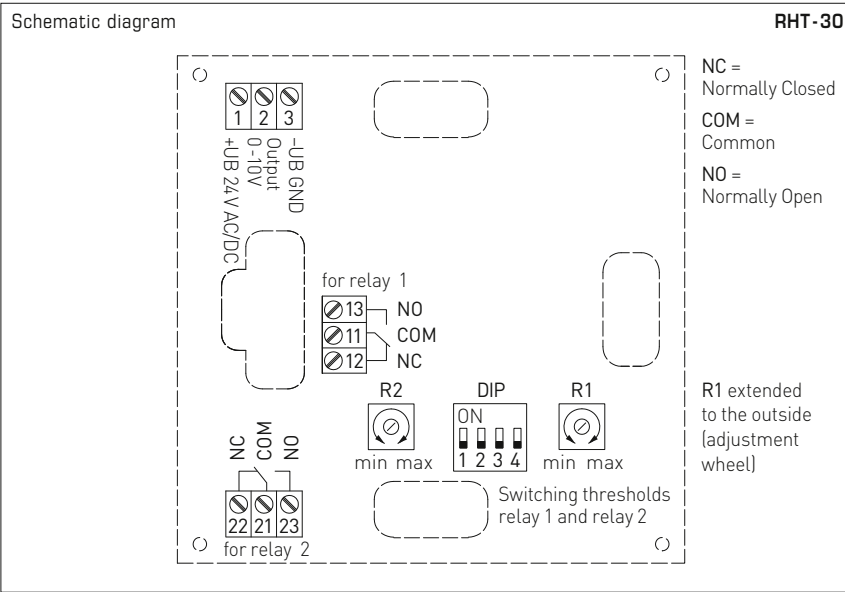 Schematic diagram
RHT-30
NC =
Normally Closed
COM =
Common
NO =
Normally Open
1 2 3
+UB 24V AC/DC
Output
0 -10V
-UB GND
for relay 1
13 NO
11 COM
12 NC
R2
min max
DIP
ON
1 2 3 4
R1
min max
R1 extended
to the outside
(adjustment
wheel)
Switching thresholds
relay 1 and relay 2
NC COM NO
22 21 23
for relay 2